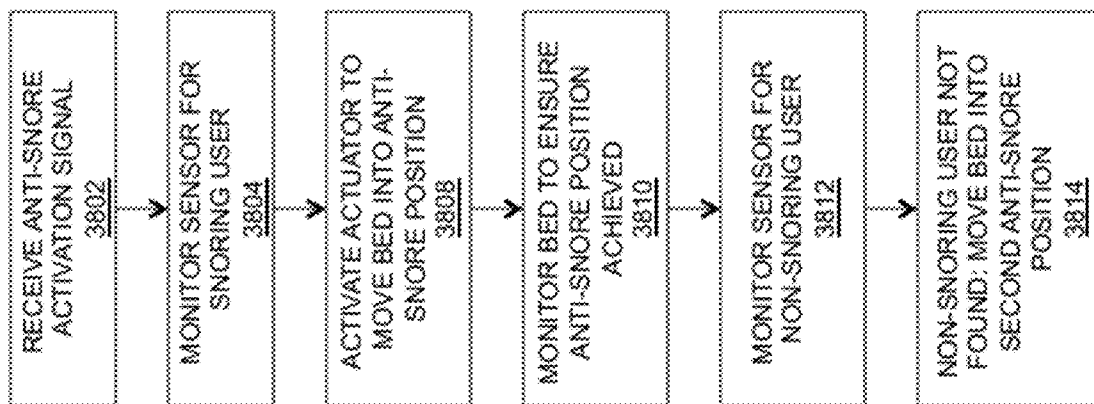 RECEIVE ANTI-SNORE
ACTIVATION SIGNAL
3802
MONITOR SENSOR FOR
SNORING USER
3804
ACTIVATE ACTUATOR TO
MOVE BED INTO ANTI-
SNORE POSITION
3808
MONITOR BED TO ENSURE
ANTI-SNORE POSITION
ACHIEVED
3810
MONITOR SENSOR FOR
NON-SNORING USER
3812
NON-SNORING USER NOT
FOUND: MOVE BED INTO
SECOND ANTI-SNORE
POSITION
3814